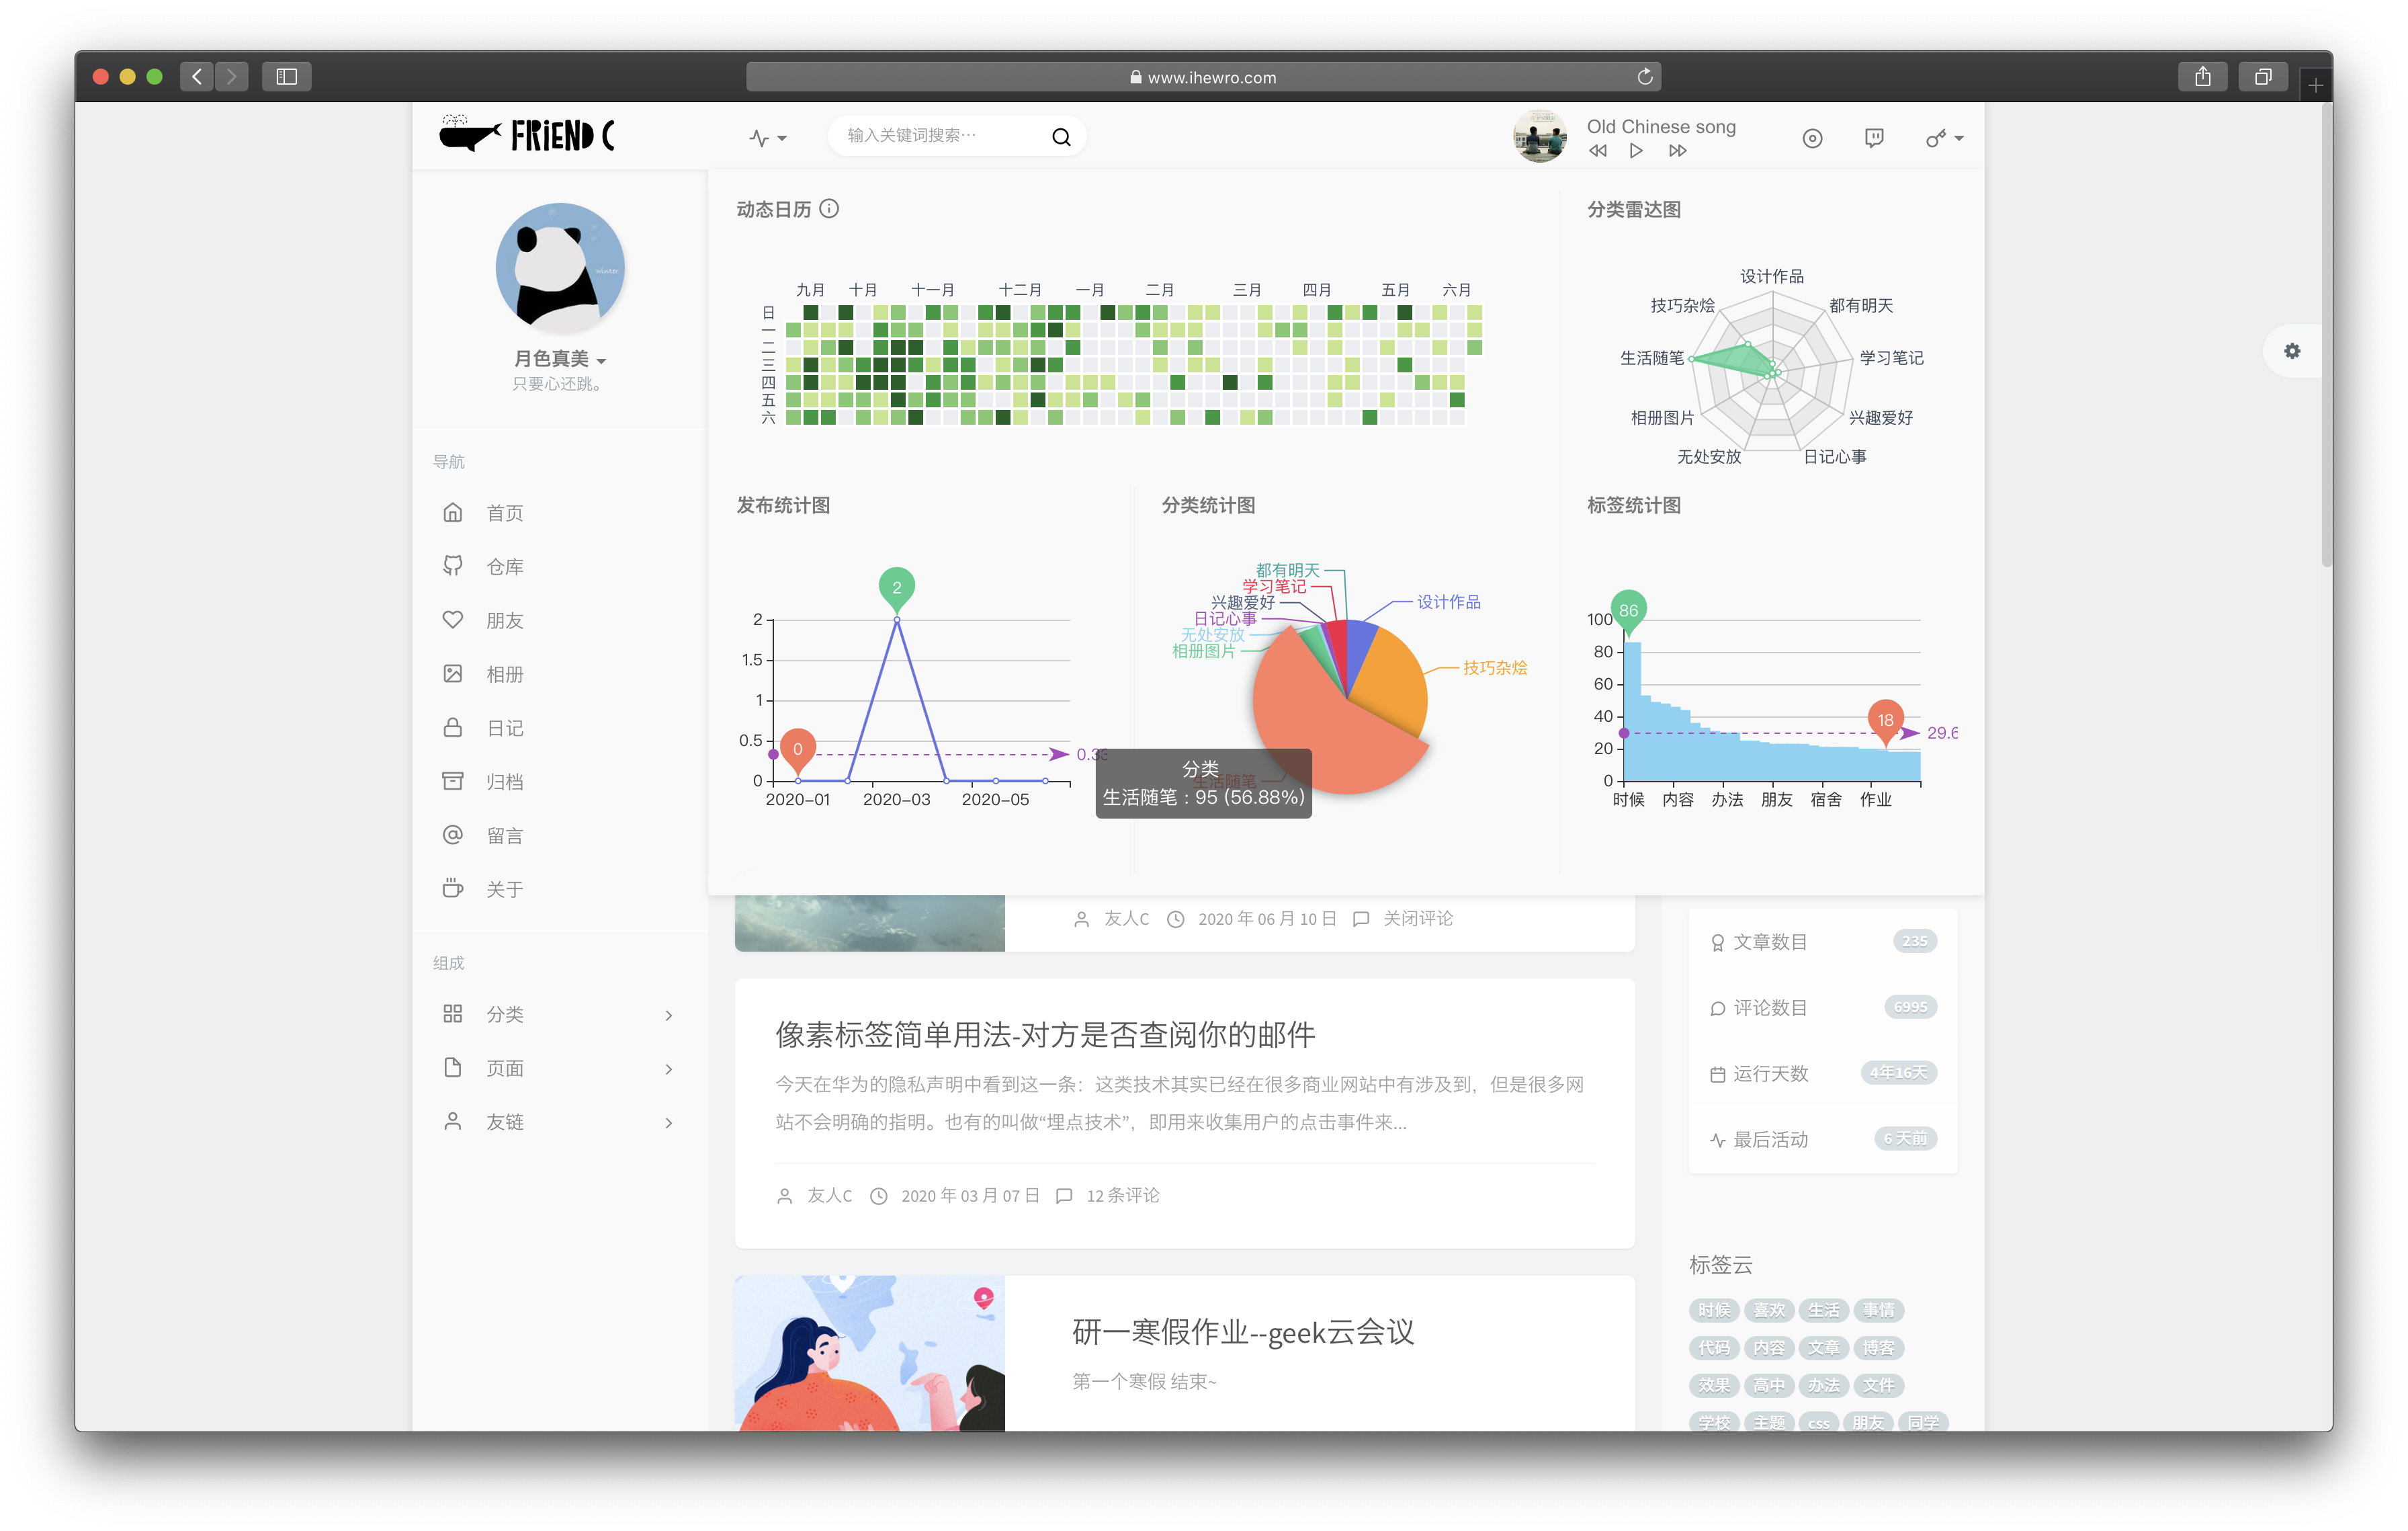 www.ihewro.com
FRiEND C
输入关键词搜索···
Old Chinese song
winter
月色真美
只要心还跳。
导航
首页
仓库
朋友
相册
日记
归档
留言
关于
组成
分类
页面
友链
动态日历
九月 十月 十一月 十二月 一月 二月 三月 四月 五月 六月
日
一
二
三
四
五
六
分类雷达图
设计作品
技巧杂烩 都有明天
生活随笔 学习笔记
相册图片 兴趣爱好
无处安放 日记心事
发布统计图
2
2
1.5
1
0.5
0
0
0.33
2020-01 2020-03 2020-05
分类统计图
都有明天
学习笔记
兴趣爱好
日记心事
无处安放
相册图片
设计作品
技巧杂烩
生活随笔
分类
生活随笔 : 95 (56.88%)
标签统计图
86
100
80
60
40
20
0
18
29.6
时候 内容 办法 朋友 宿舍 作业
友人C 2020 年 06 月 10 日 关闭评论
像素标签简单用法-对方是否查阅你的邮件
今天在华为的隐私声明中看到这一条：这类技术其实已经在很多商业网站中有涉及到，但是很多网
站不会明确的指明。也有的叫做“埋点技术”，即用来收集用户的点击事件来...
友人C 2020 年 03 月 07 日 12 条评论
研一寒假作业--geek云会议
第一个寒假 结束~
文章数目 235
评论数目 6995
运行天数 4年16天
最后活动 6 天前
标签云
时候 喜欢 生活 事情
代码 内容 文章 博客
效果 高中 办法 文件
学校 主题 css 朋友 同学